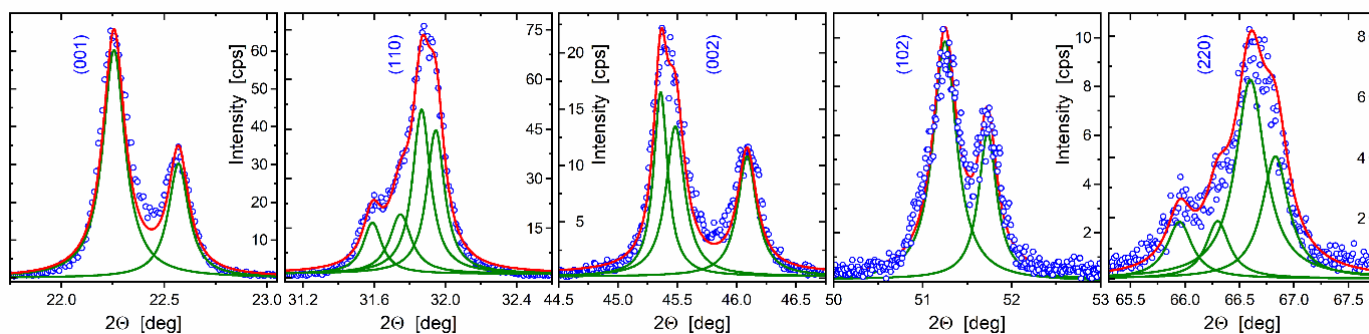 (001)
(110)
(002)
(102)
(220)
60
50
40
30
20
10
Intensity [cps]
75
60
45
30
15
Intensity [cps]
20
15
10
5
Intensity [cps]
10
8
6
4
2
Intensity [cps]
8
6
4
2
22.0 22.5 23.0
31.2 31.6 32.0 32.4
44.5 45.0 45.5 46.0 46.5
50 51 52 53
65.5 66.0 66.5 67.0 67.5
2Θ [deg]
2Θ [deg]
2Θ [deg]
2Θ [deg]
2Θ [deg]